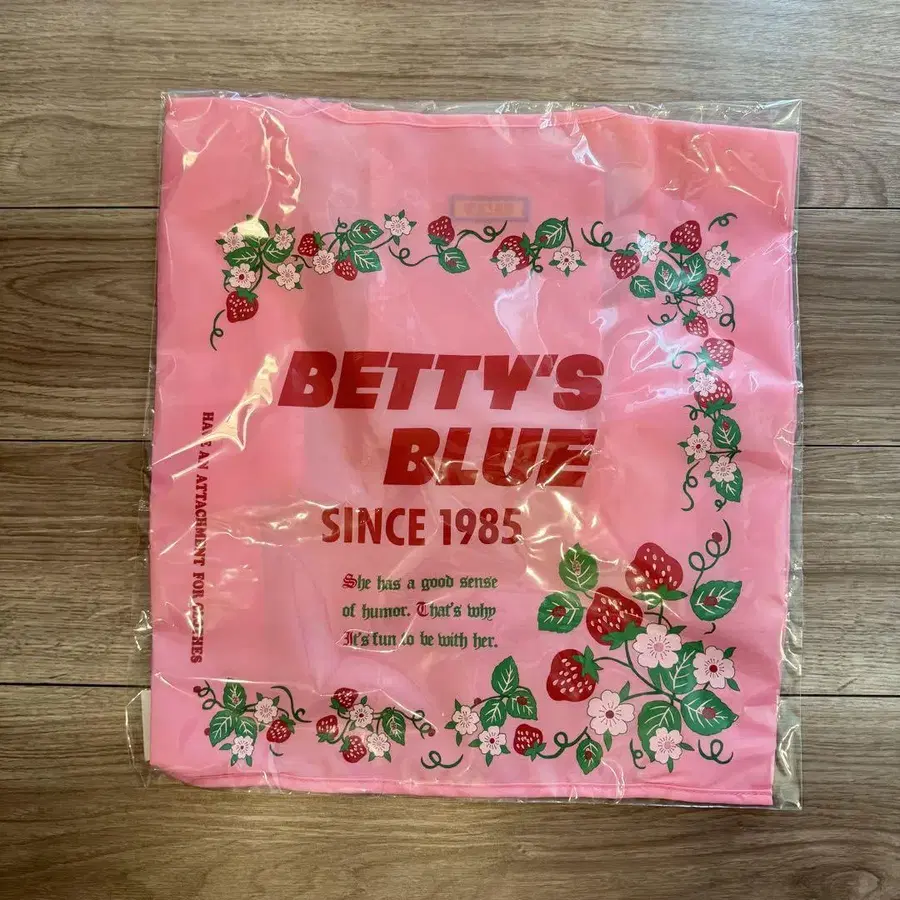 BETTY'S
BLUE
SINCE 1985
She has a good sense
of humor. That's why
It's fun to be with her.
HAVE AN ATTACHMENT FOR CLOTHES